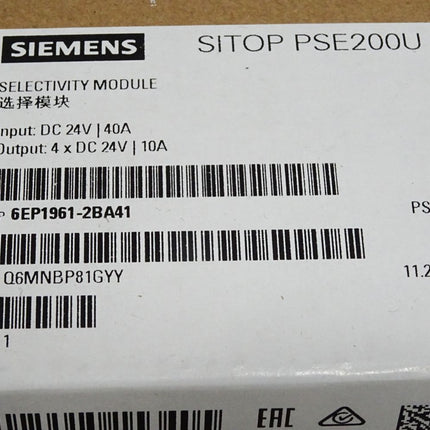 SIEMENS SITOP PSE200U
SELECTIVITY MODULE
选择模块
Input: DC 24V | 40A
Output: 4 x DC 24V | 10A
P 6EP1961-2BA41 PS
Q6MNBP81GYY 11.2
1
EAC